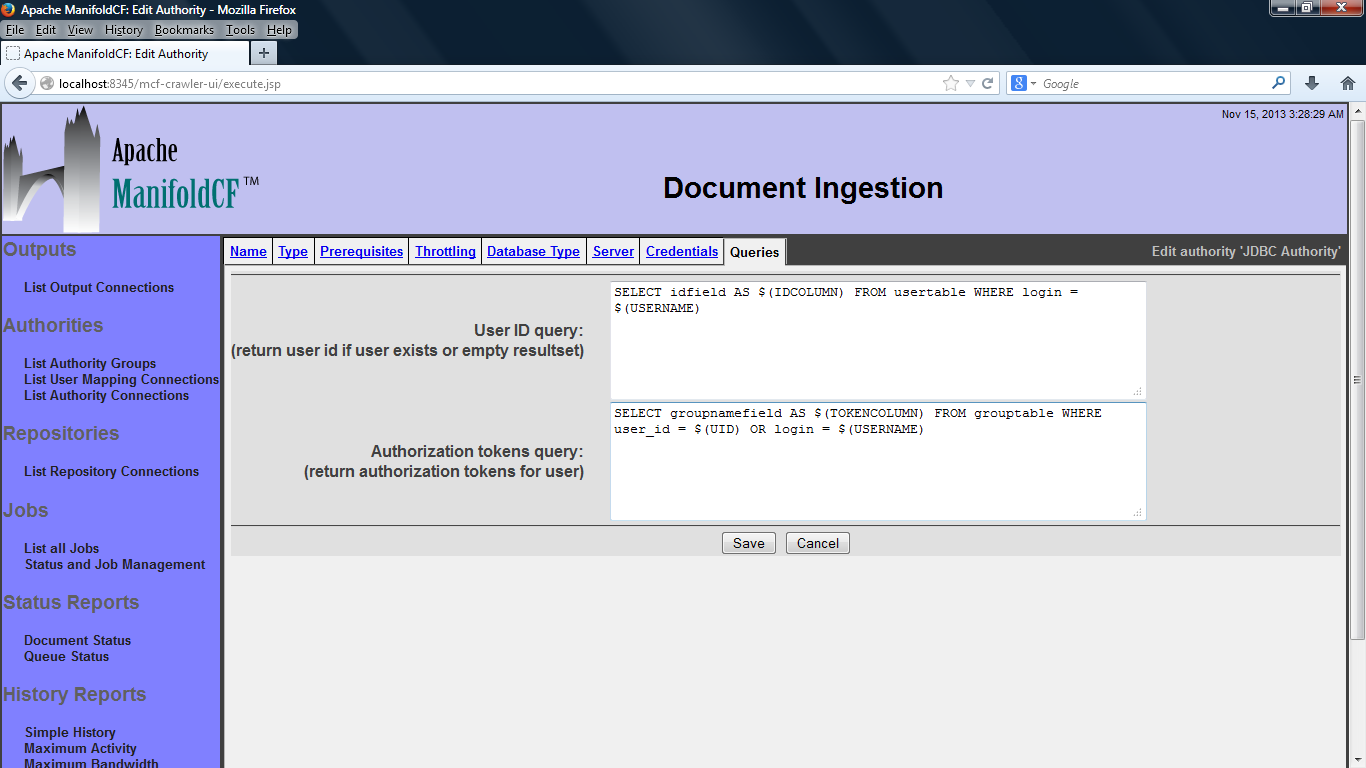 Apache ManifoldCF: Edit Authority - Mozilla Firefox
File Edit View History Bookmarks Tools Help
Apache ManifoldCF: Edit Authority
localhost:8345/mcf-crawler-ui/execute.jsp
Google
Nov 15, 2013 3:28:29 AM
Apache
ManifoldCF™
Document Ingestion
Outputs
List Output Connections
Authorities
List Authority Groups
List User Mapping Connections
List Authority Connections
Repositories
List Repository Connections
Jobs
List all Jobs
Status and Job Management
Status Reports
Document Status
Queue Status
History Reports
Simple History
Maximum Activity
Maximum Bandwidth
Name Type Prerequisites Throttling Database Type Server Credentials Queries
Edit authority 'JDBC Authority'
User ID query:
(return user id if user exists or empty resultset)
SELECT idfield AS $(IDCOLUMN) FROM usertable WHERE login =
$(USERNAME)
Authorization tokens query:
(return authorization tokens for user)
SELECT groupnamefield AS $(TOKENCOLUMN) FROM grouptable WHERE
user_id = $(UID) OR login = $(USERNAME)
Save Cancel